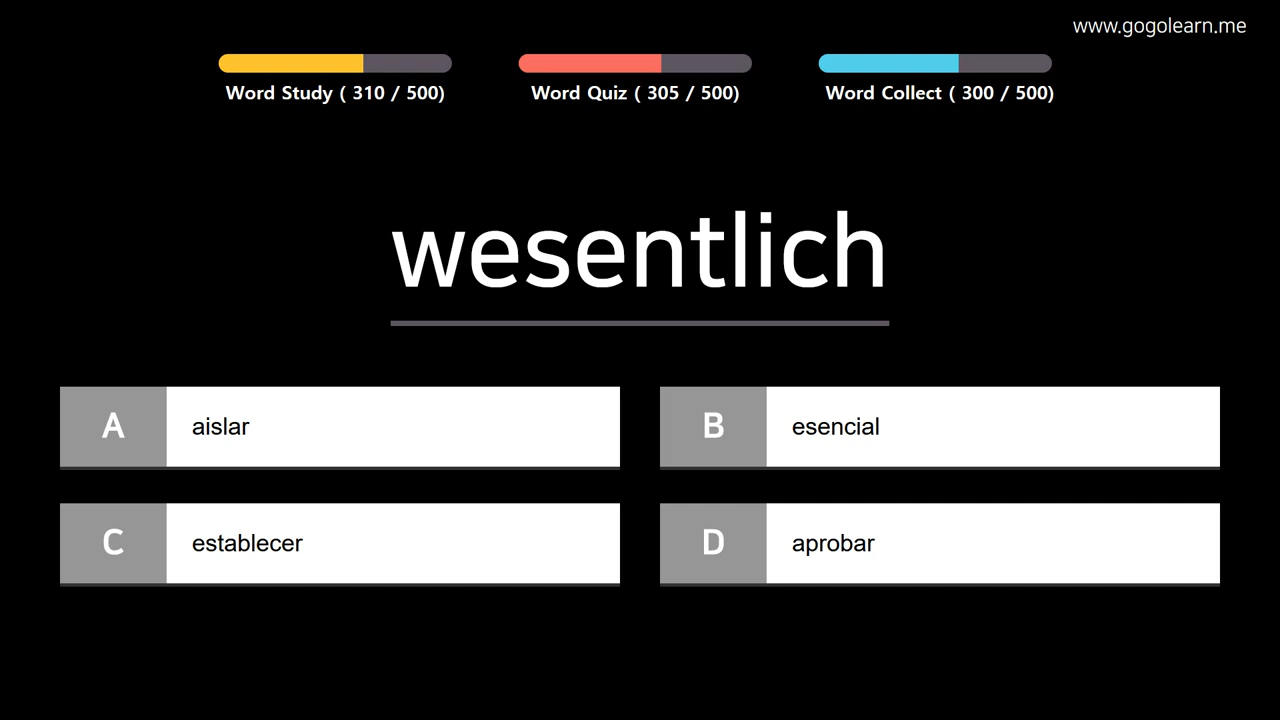 www.gogolearn.me
Word Study ( 310 / 500)
Word Quiz ( 305 / 500)
Word Collect ( 300 / 500)
wesentlich
A aislar
B esencial
C establecer
D aprobar